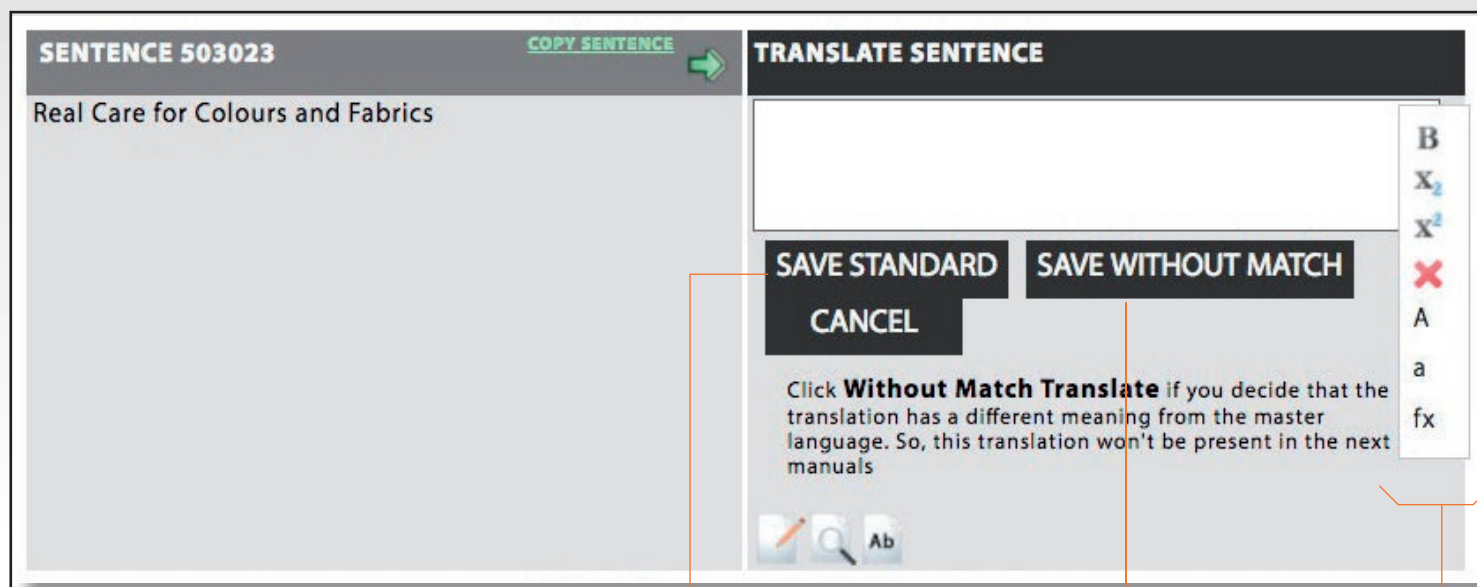 SENTENCE 503023
COPY SENTENCE
Real Care for Colours and Fabrics
TRANSLATE SENTENCE
SAVE STANDARD
SAVE WITHOUT MATCH
CANCEL
Click Without Match Translate if you decide that the
translation has a different meaning from the master
language. So, this translation won't be present in the next
manuals
B
X₂
X²
A
a
fx
Ab